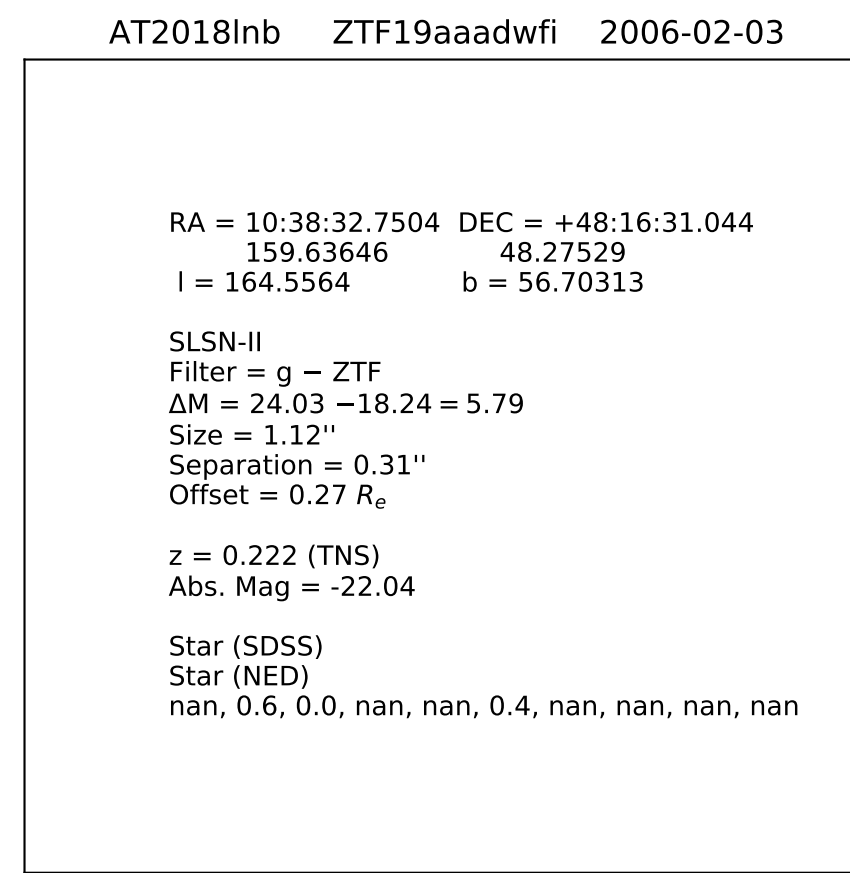 AT2018lnb ZTF19aaadwfi 2006-02-03
RA = 10:38:32.7504 DEC = +48:16:31.044
159.63646 48.27529
l = 164.5564 b = 56.70313
SLSN-II
Filter = g − ZTF
ΔM = 24.03 −18.24 = 5.79
Size = 1.12''
Separation = 0.31''
Offset = 0.27 Rₑ
z = 0.222 (TNS)
Abs. Mag = -22.04
Star (SDSS)
Star (NED)
nan, 0.6, 0.0, nan, nan, 0.4, nan, nan, nan, nan